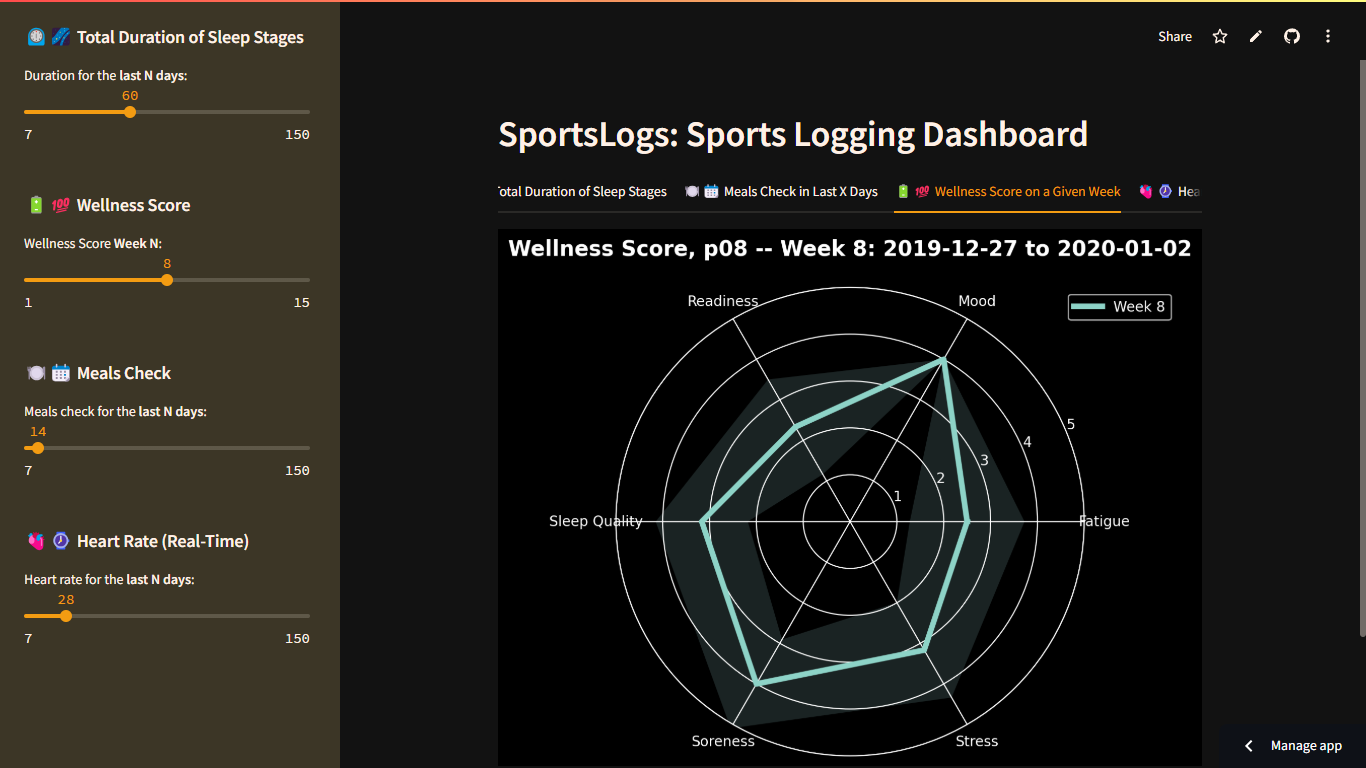 Total Duration of Sleep Stages
Duration for the last N days:
60
7 150
Wellness Score
Wellness Score Week N:
8
1 15
Meals Check
Meals check for the last N days:
14
7 150
Heart Rate (Real-Time)
Heart rate for the last N days:
28
7 150
Share
SportsLogs: Sports Logging Dashboard
otal Duration of Sleep Stages Meals Check in Last X Days 💯 Wellness Score on a Given Week Hea
Wellness Score, p08 -- Week 8: 2019-12-27 to 2020-01-02
Readiness Mood Week 8
5
4
3
2
1
Sleep Quality Fatigue
Soreness Stress
Manage app